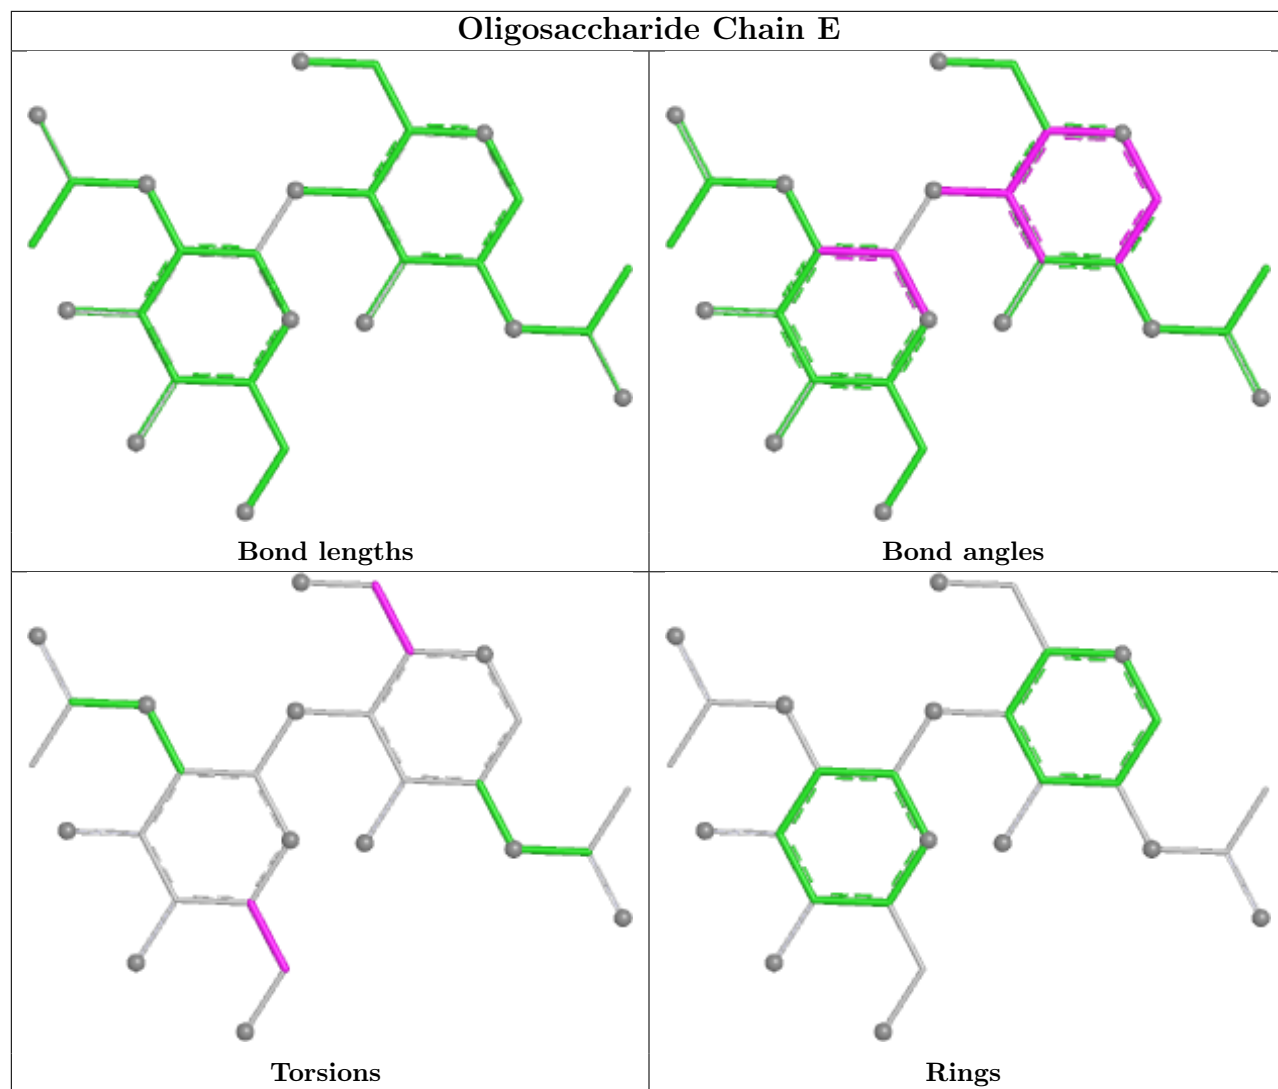 Oligosaccharide Chain E
Bond lengths
Bond angles
Torsions
Rings